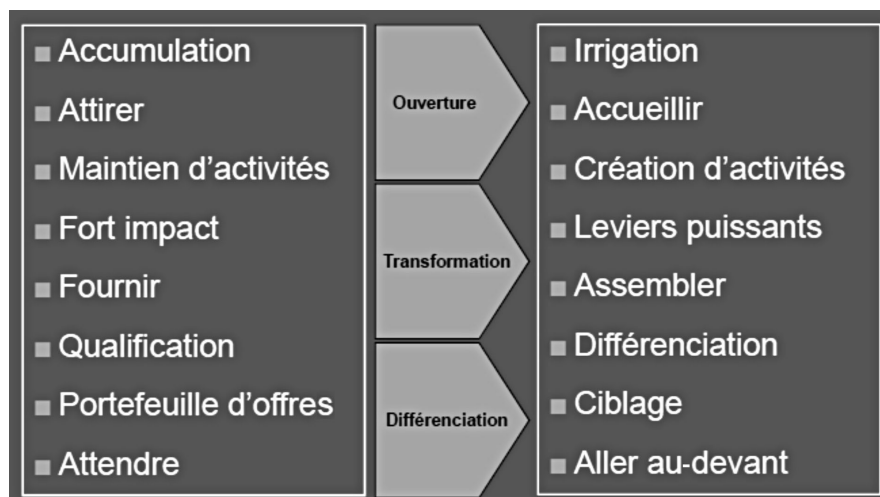 Accumulation
Attirer
Maintien d'activités
Fort impact
Fournir
Qualification
Portefeuille d'offres
Attendre
Ouverture
Transformation
Différenciation
Irrigation
Accueillir
Création d'activités
Leviers puissants
Assembler
Différenciation
Ciblage
Aller au-devant